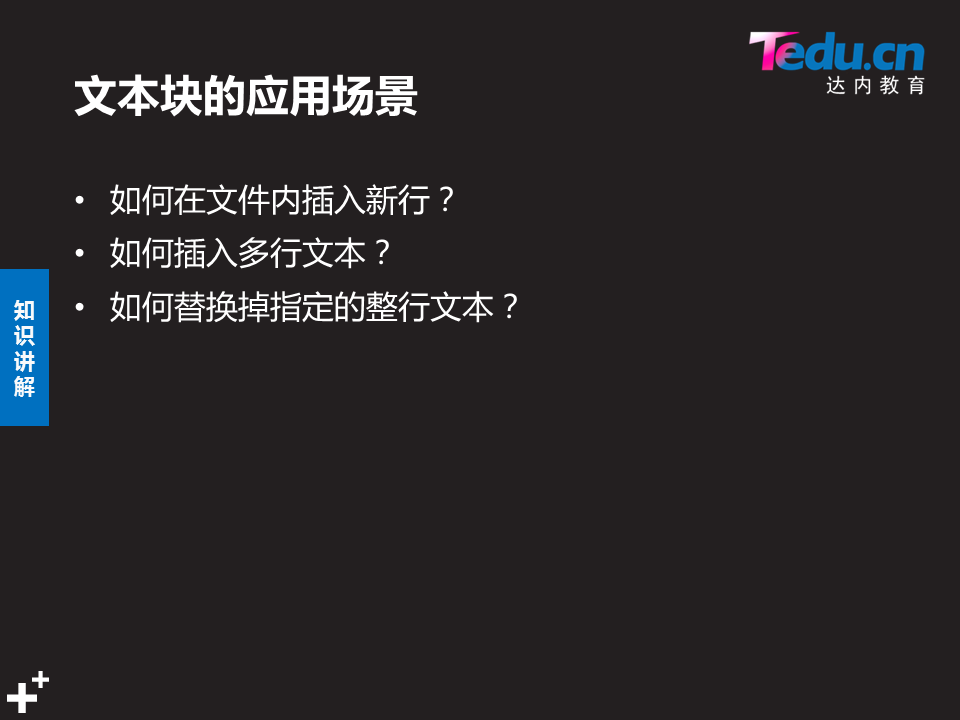 Tedu.cn
达内教育
文本块的应用场景
• 如何在文件内插入新行？
• 如何插入多行文本？
• 如何替换掉指定的整行文本？
知
识
讲
解